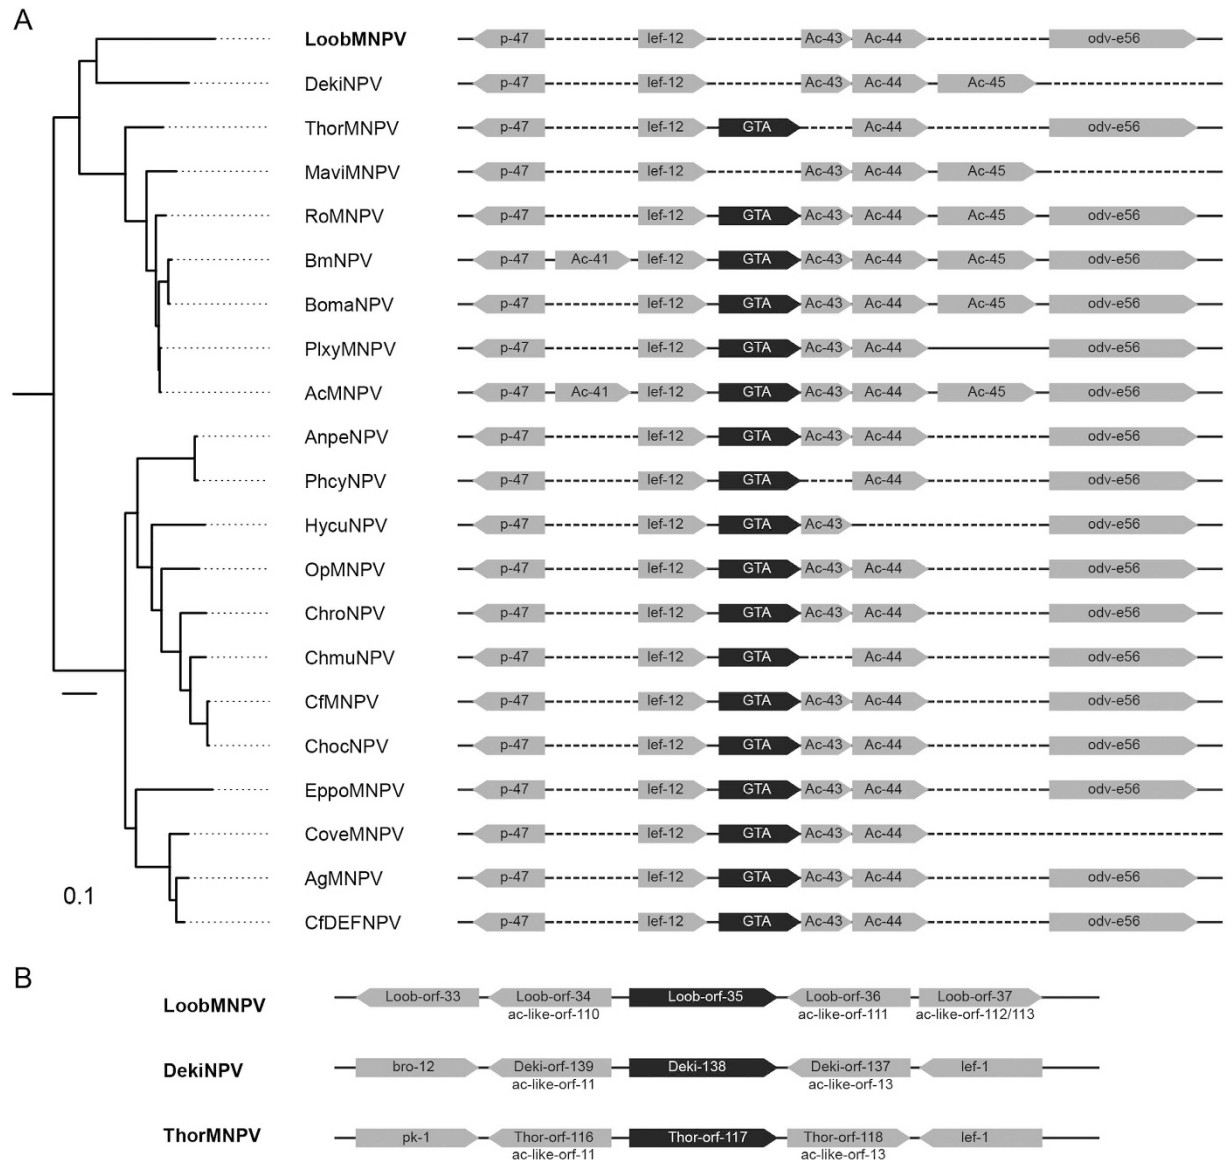 A
LoobMNPV p-47 lef-12 Ac-43 Ac-44 odv-e56
DekiNPV p-47 lef-12 Ac-43 Ac-44 Ac-45
ThorMNPV p-47 lef-12 GTA Ac-44 odv-e56
MaviMNPV p-47 lef-12 Ac-43 Ac-44 Ac-45
RoMNPV p-47 lef-12 GTA Ac-43 Ac-44 Ac-45 odv-e56
BmNPV p-47 Ac-41 lef-12 GTA Ac-43 Ac-44 Ac-45 odv-e56
BomaNPV p-47 lef-12 GTA Ac-43 Ac-44 Ac-45 odv-e56
PlxyMNPV p-47 lef-12 GTA Ac-43 Ac-44 odv-e56
AcMNPV p-47 Ac-41 lef-12 GTA Ac-43 Ac-44 Ac-45 odv-e56
AnpeNPV p-47 lef-12 GTA Ac-43 Ac-44 odv-e56
PhcyNPV p-47 lef-12 GTA Ac-44 odv-e56
HycuNPV p-47 lef-12 GTA Ac-43 odv-e56
OpMNPV p-47 lef-12 GTA Ac-43 Ac-44 odv-e56
ChroNPV p-47 lef-12 GTA Ac-43 Ac-44 odv-e56
ChmuNPV p-47 lef-12 GTA Ac-44 odv-e56
CfMNPV p-47 lef-12 GTA Ac-43 Ac-44 odv-e56
ChocNPV p-47 lef-12 GTA Ac-43 Ac-44 odv-e56
EppoMNPV p-47 lef-12 GTA Ac-43 Ac-44 odv-e56
CoveMNPV p-47 lef-12 GTA Ac-43 Ac-44
AgMNPV p-47 lef-12 GTA Ac-43 Ac-44 odv-e56
0.1
CfDEFNPV p-47 lef-12 GTA Ac-43 Ac-44 odv-e56
B
LoobMNPV Loob-orf-33 Loob-orf-34 Loob-orf-35 Loob-orf-36 Loob-orf-37
ac-like-orf-110 ac-like-orf-111 ac-like-orf-112/113
DekiNPV bro-12 Deki-orf-139 Deki-138 Deki-orf-137 lef-1
ac-like-orf-11 ac-like-orf-13
ThorMNPV pk-1 Thor-orf-116 Thor-orf-117 Thor-orf-118 lef-1
ac-like-orf-11 ac-like-orf-13